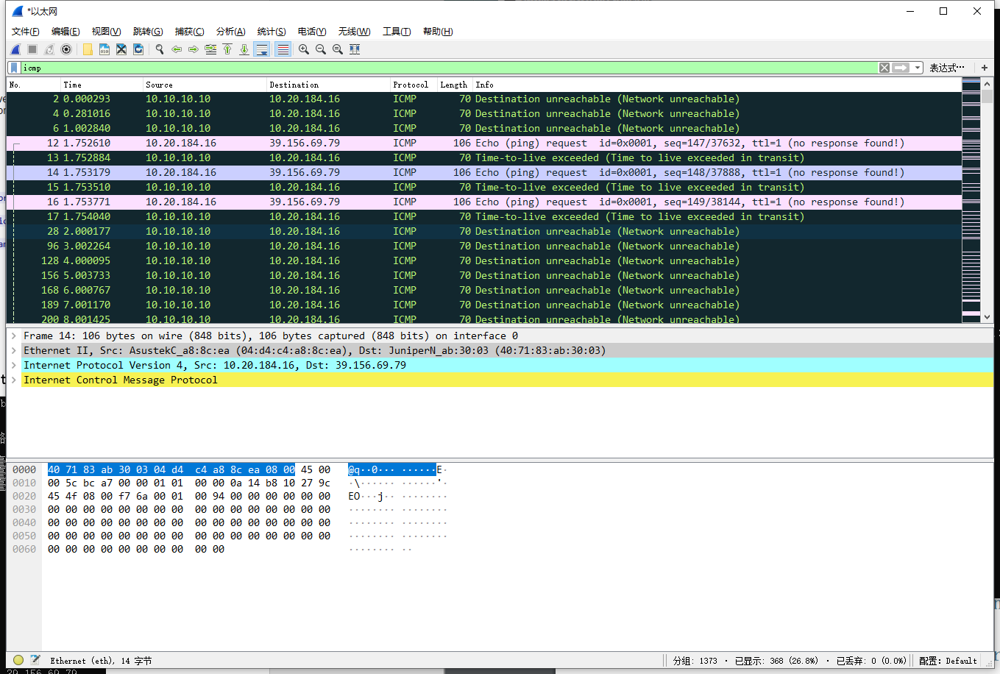 *以太网
文件(F) 编辑(E) 视图(V) 跳转(G) 捕获(C) 分析(A) 统计(S) 电话(Y) 无线(W) 工具(T) 帮助(H)
icmp 表达式… +
No. Time Source Destination Protocol Length Info
2 0.000293 10.10.10.10 10.20.184.16 ICMP 70 Destination unreachable (Network unreachable)
4 0.281016 10.10.10.10 10.20.184.16 ICMP 70 Destination unreachable (Network unreachable)
6 1.002840 10.10.10.10 10.20.184.16 ICMP 70 Destination unreachable (Network unreachable)
12 1.752610 10.20.184.16 39.156.69.79 ICMP 106 Echo (ping) request id=0x0001, seq=147/37632, ttl=1 (no response found!)
13 1.752884 10.10.10.10 10.20.184.16 ICMP 70 Time-to-live exceeded (Time to live exceeded in transit)
14 1.753179 10.20.184.16 39.156.69.79 ICMP 106 Echo (ping) request id=0x0001, seq=148/37888, ttl=1 (no response found!)
15 1.753510 10.10.10.10 10.20.184.16 ICMP 70 Time-to-live exceeded (Time to live exceeded in transit)
16 1.753771 10.20.184.16 39.156.69.79 ICMP 106 Echo (ping) request id=0x0001, seq=149/38144, ttl=1 (no response found!)
17 1.754040 10.10.10.10 10.20.184.16 ICMP 70 Time-to-live exceeded (Time to live exceeded in transit)
28 2.000177 10.10.10.10 10.20.184.16 ICMP 70 Destination unreachable (Network unreachable)
96 3.002264 10.10.10.10 10.20.184.16 ICMP 70 Destination unreachable (Network unreachable)
128 4.000095 10.10.10.10 10.20.184.16 ICMP 70 Destination unreachable (Network unreachable)
156 5.003733 10.10.10.10 10.20.184.16 ICMP 70 Destination unreachable (Network unreachable)
168 6.000767 10.10.10.10 10.20.184.16 ICMP 70 Destination unreachable (Network unreachable)
189 7.001170 10.10.10.10 10.20.184.16 ICMP 70 Destination unreachable (Network unreachable)
200 8.001425 10.10.10.10 10.20.184.16 ICMP 70 Destination unreachable (Network unreachable)
Frame 14: 106 bytes on wire (848 bits), 106 bytes captured (848 bits) on interface 0
Ethernet II, Src: AsustekC_a8:8c:ea (04:d4:c4:a8:8c:ea), Dst: JuniperN_ab:30:03 (40:71:83:ab:30:03)
Internet Protocol Version 4, Src: 10.20.184.16, Dst: 39.156.69.79
Internet Control Message Protocol
0000 40 71 83 ab 30 03 04 d4 c4 a8 8c ea 08 00 45 00 @q··0··· ······E·
0010 00 5c bc a7 00 00 01 01 00 00 0a 14 b8 10 27 9c ·\······ ······'·
0020 45 4f 08 00 f7 6a 00 01 00 94 00 00 00 00 00 00 EO···j·· ········
0030 00 00 00 00 00 00 00 00 00 00 00 00 00 00 00 00 ········ ········
0040 00 00 00 00 00 00 00 00 00 00 00 00 00 00 00 00 ········ ········
0050 00 00 00 00 00 00 00 00 00 00 00 00 00 00 00 00 ········ ········
0060 00 00 00 00 00 00 00 00 00 00 ········ ··
Ethernet (eth), 14 字节 分组: 1373 · 已显示: 368 (26.8%) · 已丢弃: 0 (0.0%) 配置: Default